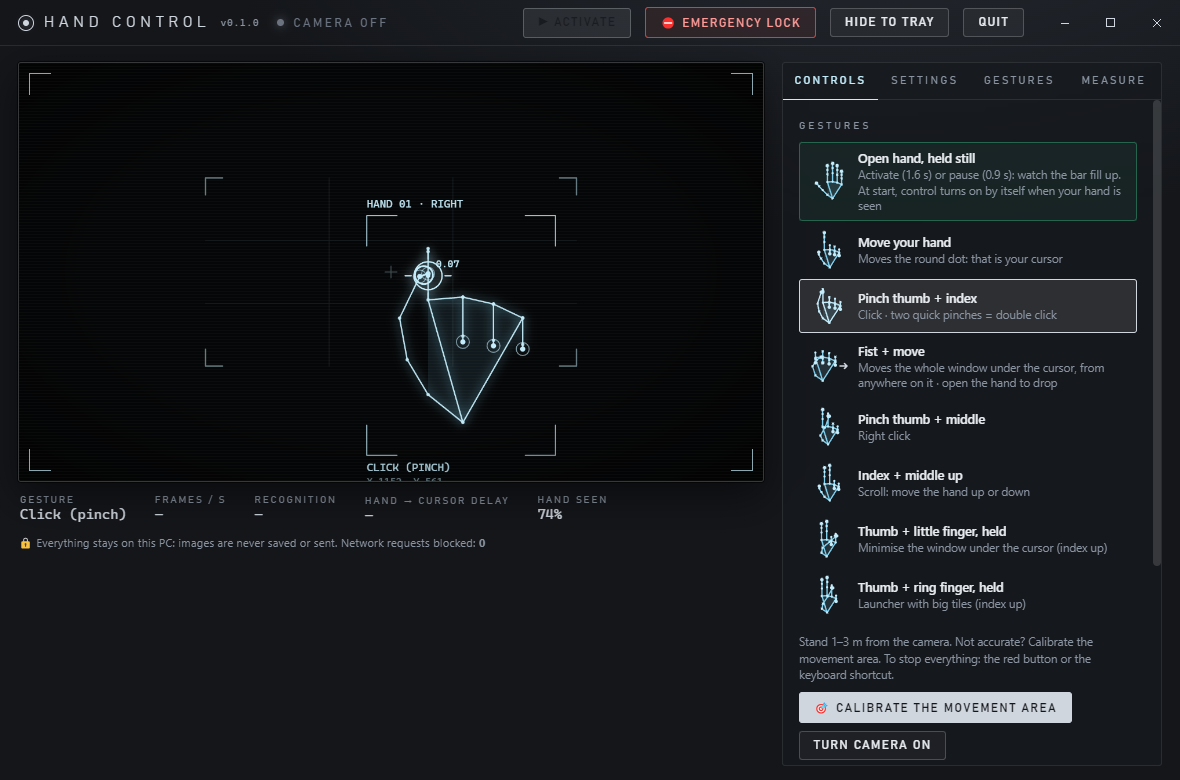 HAND CONTROL v0.1.0 CAMERA OFF
ACTIVATE
EMERGENCY LOCK
HIDE TO TRAY
QUIT
HAND 01 · RIGHT
0.07
CLICK (PINCH)
GESTURE
Click (pinch)
FRAMES / S
—
RECOGNITION
—
HAND → CURSOR DELAY
—
HAND SEEN
74%
Everything stays on this PC: images are never saved or sent. Network requests blocked: 0
CONTROLS SETTINGS GESTURES MEASURE
GESTURES
Open hand, held still
Activate (1.6 s) or pause (0.9 s): watch the bar fill up.
At start, control turns on by itself when your hand is
seen
Move your hand
Moves the round dot: that is your cursor
Pinch thumb + index
Click · two quick pinches = double click
Fist + move
Moves the whole window under the cursor, from
anywhere on it · open the hand to drop
Pinch thumb + middle
Right click
Index + middle up
Scroll: move the hand up or down
Thumb + little finger, held
Minimise the window under the cursor (index up)
Thumb + ring finger, held
Launcher with big tiles (index up)
Stand 1–3 m from the camera. Not accurate? Calibrate the
movement area. To stop everything: the red button or the
keyboard shortcut.
CALIBRATE THE MOVEMENT AREA
TURN CAMERA ON